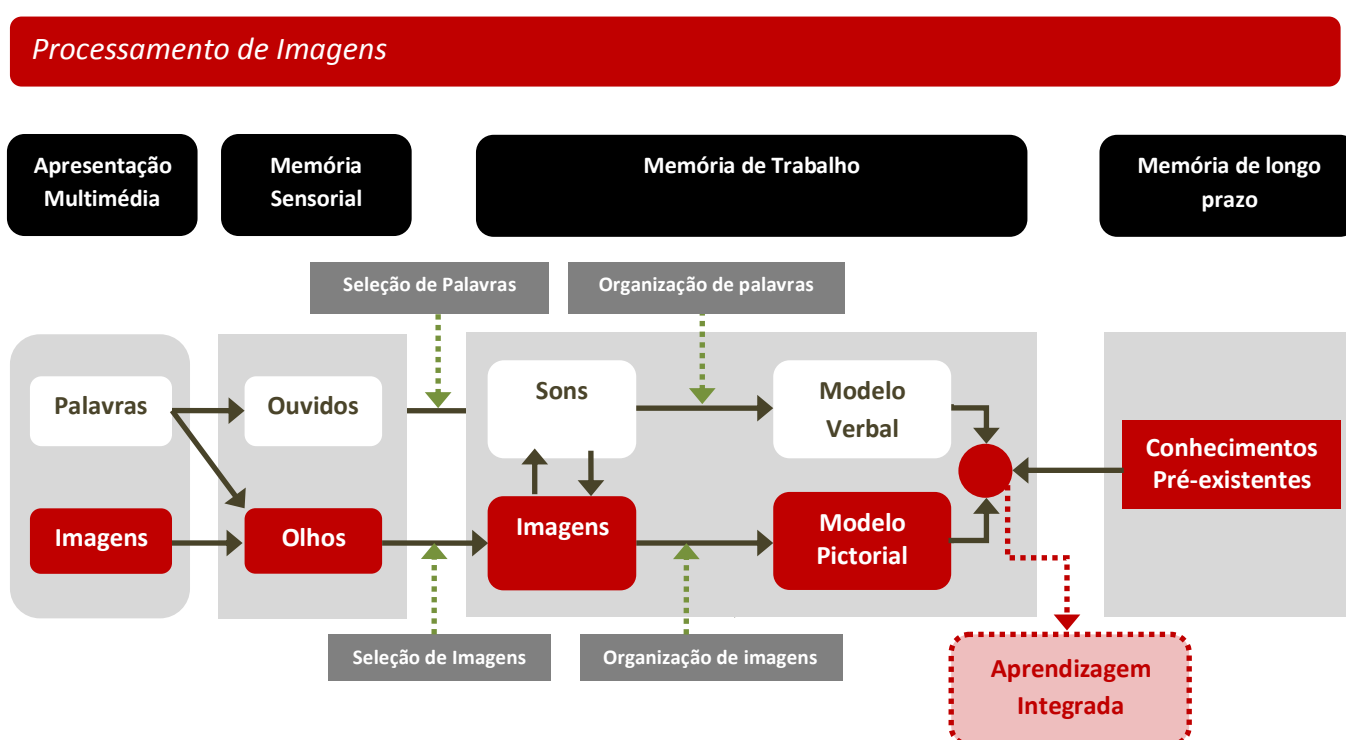 Processamento de Imagens
Apresentação
Multimédia
Memória
Sensorial
Memória de Trabalho
Memória de longo
prazo
Seleção de Palavras
Organização de palavras
Palavras
Ouvidos
Sons
Modelo
Verbal
Conhecimentos
Pré-existentes
Imagens
Olhos
Imagens
Modelo
Pictorial
Seleção de Imagens
Organização de imagens
Aprendizagem
Integrada